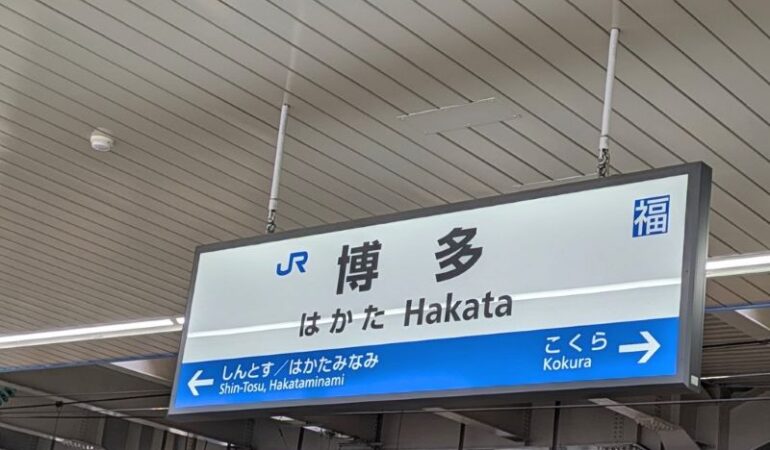 福
JR 博多
はかた Hakata
← しんとす／はかたみなみ
Shin-Tosu, Hakataminami
こくら →
Kokura